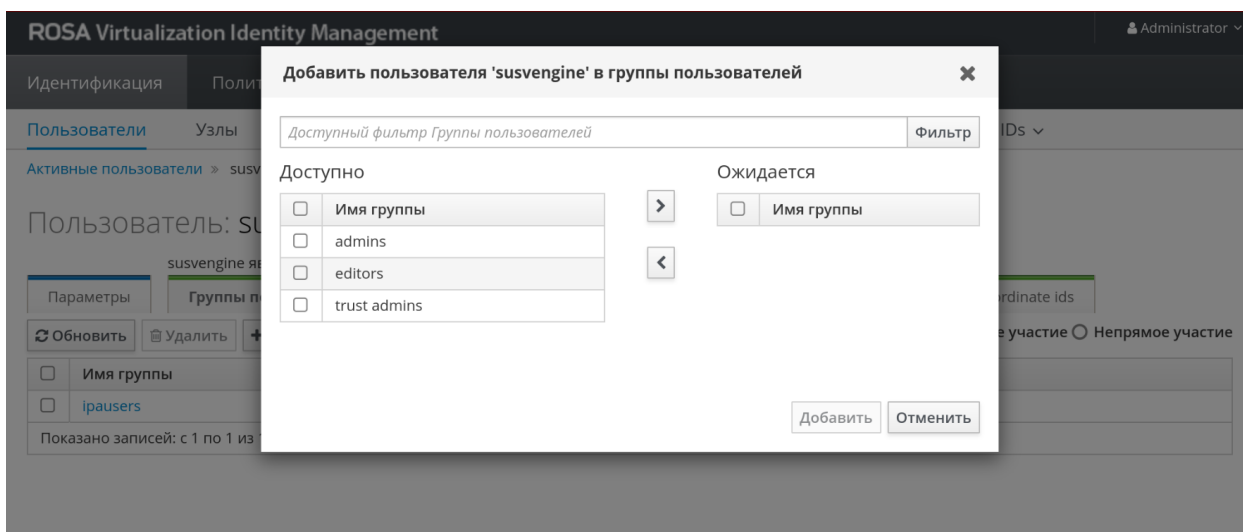 ROSA Virtualization Identity Management
Administrator
Идентификация
Полит
Добавить пользователя 'susvengine' в группы пользователей
Пользователи
Узлы
IDs
Доступный фильтр Группы пользователей
Фильтр
Активные пользователи » susv
Доступно
Ожидается
Имя группы
Имя группы
admins
editors
trust admins
Пользователь: su
susvengine яв
Параметры
Группы п
rdinate ids
Обновить
Удалить
е участие
Непрямое участие
Имя группы
ipausers
Показано записей: с 1 по 1 из 1
Добавить
Отменить